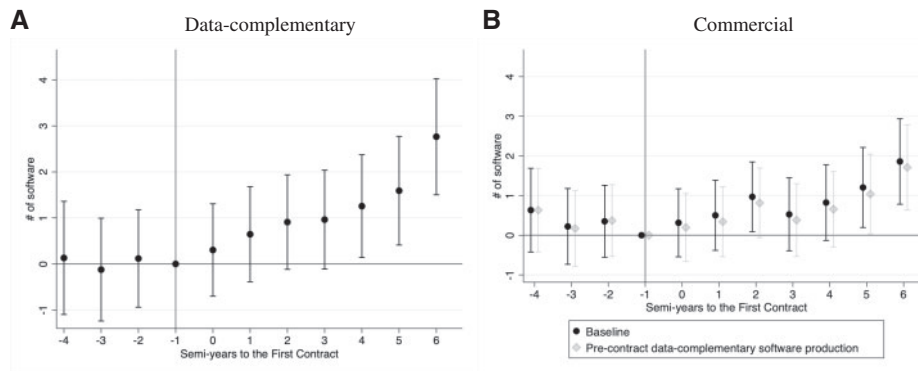 A
Data-complementary
# of software
4
3
2
1
0
-1
-4 -3 -2 -1 0 1 2 3 4 5 6
Semi-years to the First Contract
B
Commercial
# of software
4
3
2
1
0
-1
-4 -3 -2 -1 0 1 2 3 4 5 6
Semi-years to the First Contract
Baseline
Pre-contract data-complementary software production